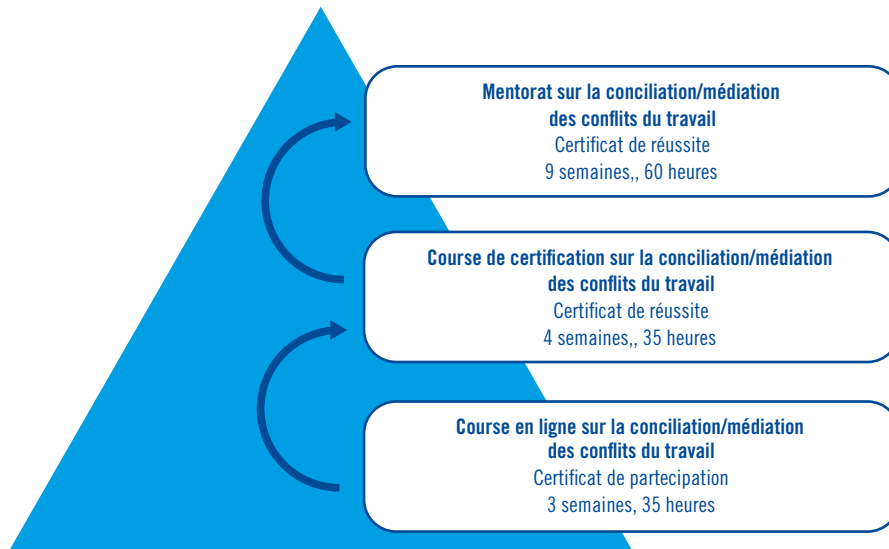 Mentorat sur la conciliation/médiation
des conflits du travail
Certificat de réussite
9 semaines,, 60 heures
Course de certification sur la conciliation/médiation
des conflits du travail
Certificat de réussite
4 semaines,, 35 heures
Course en ligne sur la conciliation/médiation
des conflits du travail
Certificat de partecipation
3 semaines, 35 heures